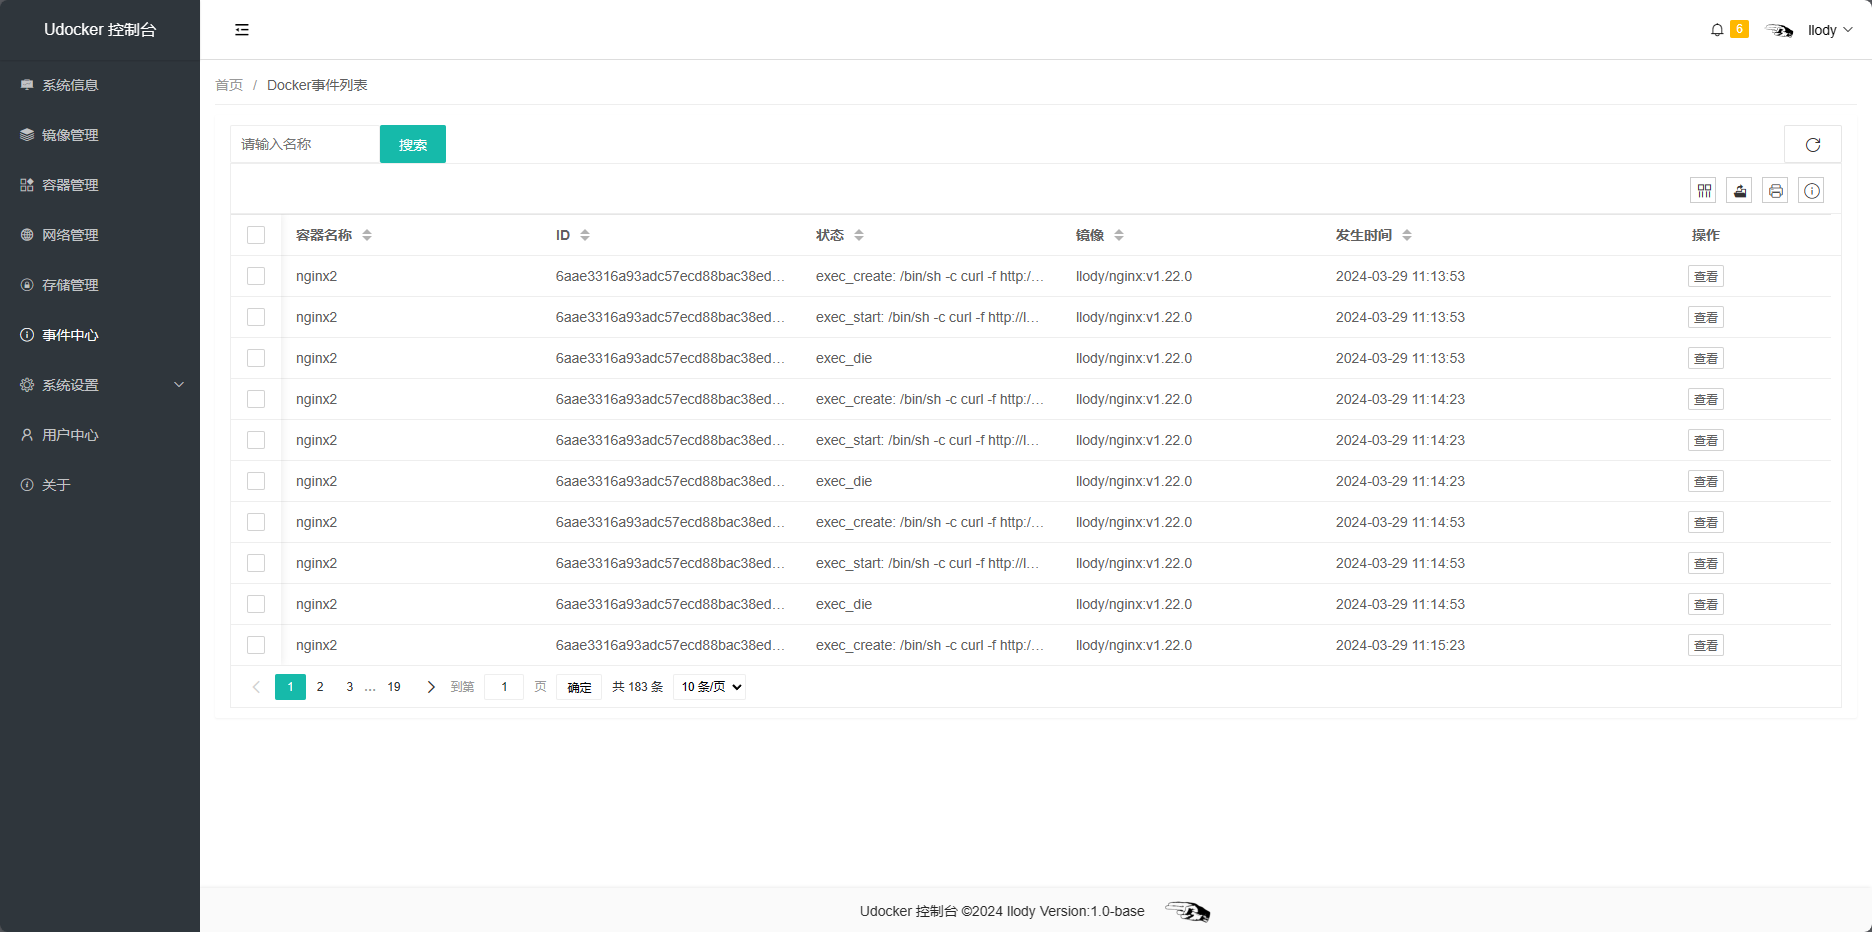 Udocker 控制台
系统信息
镜像管理
容器管理
网络管理
存储管理
事件中心
系统设置
用户中心
关于
6 llody
首页 / Docker事件列表
请输入名称 搜索
容器名称 ID 状态 镜像 发生时间 操作
nginx2 6aae3316a93adc57ecd88bac38ed... exec_create: /bin/sh -c curl -f http:/... llody/nginx:v1.22.0 2024-03-29 11:13:53 查看
nginx2 6aae3316a93adc57ecd88bac38ed... exec_start: /bin/sh -c curl -f http://l... llody/nginx:v1.22.0 2024-03-29 11:13:53 查看
nginx2 6aae3316a93adc57ecd88bac38ed... exec_die llody/nginx:v1.22.0 2024-03-29 11:13:53 查看
nginx2 6aae3316a93adc57ecd88bac38ed... exec_create: /bin/sh -c curl -f http:/... llody/nginx:v1.22.0 2024-03-29 11:14:23 查看
nginx2 6aae3316a93adc57ecd88bac38ed... exec_start: /bin/sh -c curl -f http://l... llody/nginx:v1.22.0 2024-03-29 11:14:23 查看
nginx2 6aae3316a93adc57ecd88bac38ed... exec_die llody/nginx:v1.22.0 2024-03-29 11:14:23 查看
nginx2 6aae3316a93adc57ecd88bac38ed... exec_create: /bin/sh -c curl -f http:/... llody/nginx:v1.22.0 2024-03-29 11:14:53 查看
nginx2 6aae3316a93adc57ecd88bac38ed... exec_start: /bin/sh -c curl -f http://l... llody/nginx:v1.22.0 2024-03-29 11:14:53 查看
nginx2 6aae3316a93adc57ecd88bac38ed... exec_die llody/nginx:v1.22.0 2024-03-29 11:14:53 查看
nginx2 6aae3316a93adc57ecd88bac38ed... exec_create: /bin/sh -c curl -f http:/... llody/nginx:v1.22.0 2024-03-29 11:15:23 查看
1 2 3 ... 19 到第 1 页 确定 共 183 条 10 条/页
Udocker 控制台 ©2024 llody Version:1.0-base